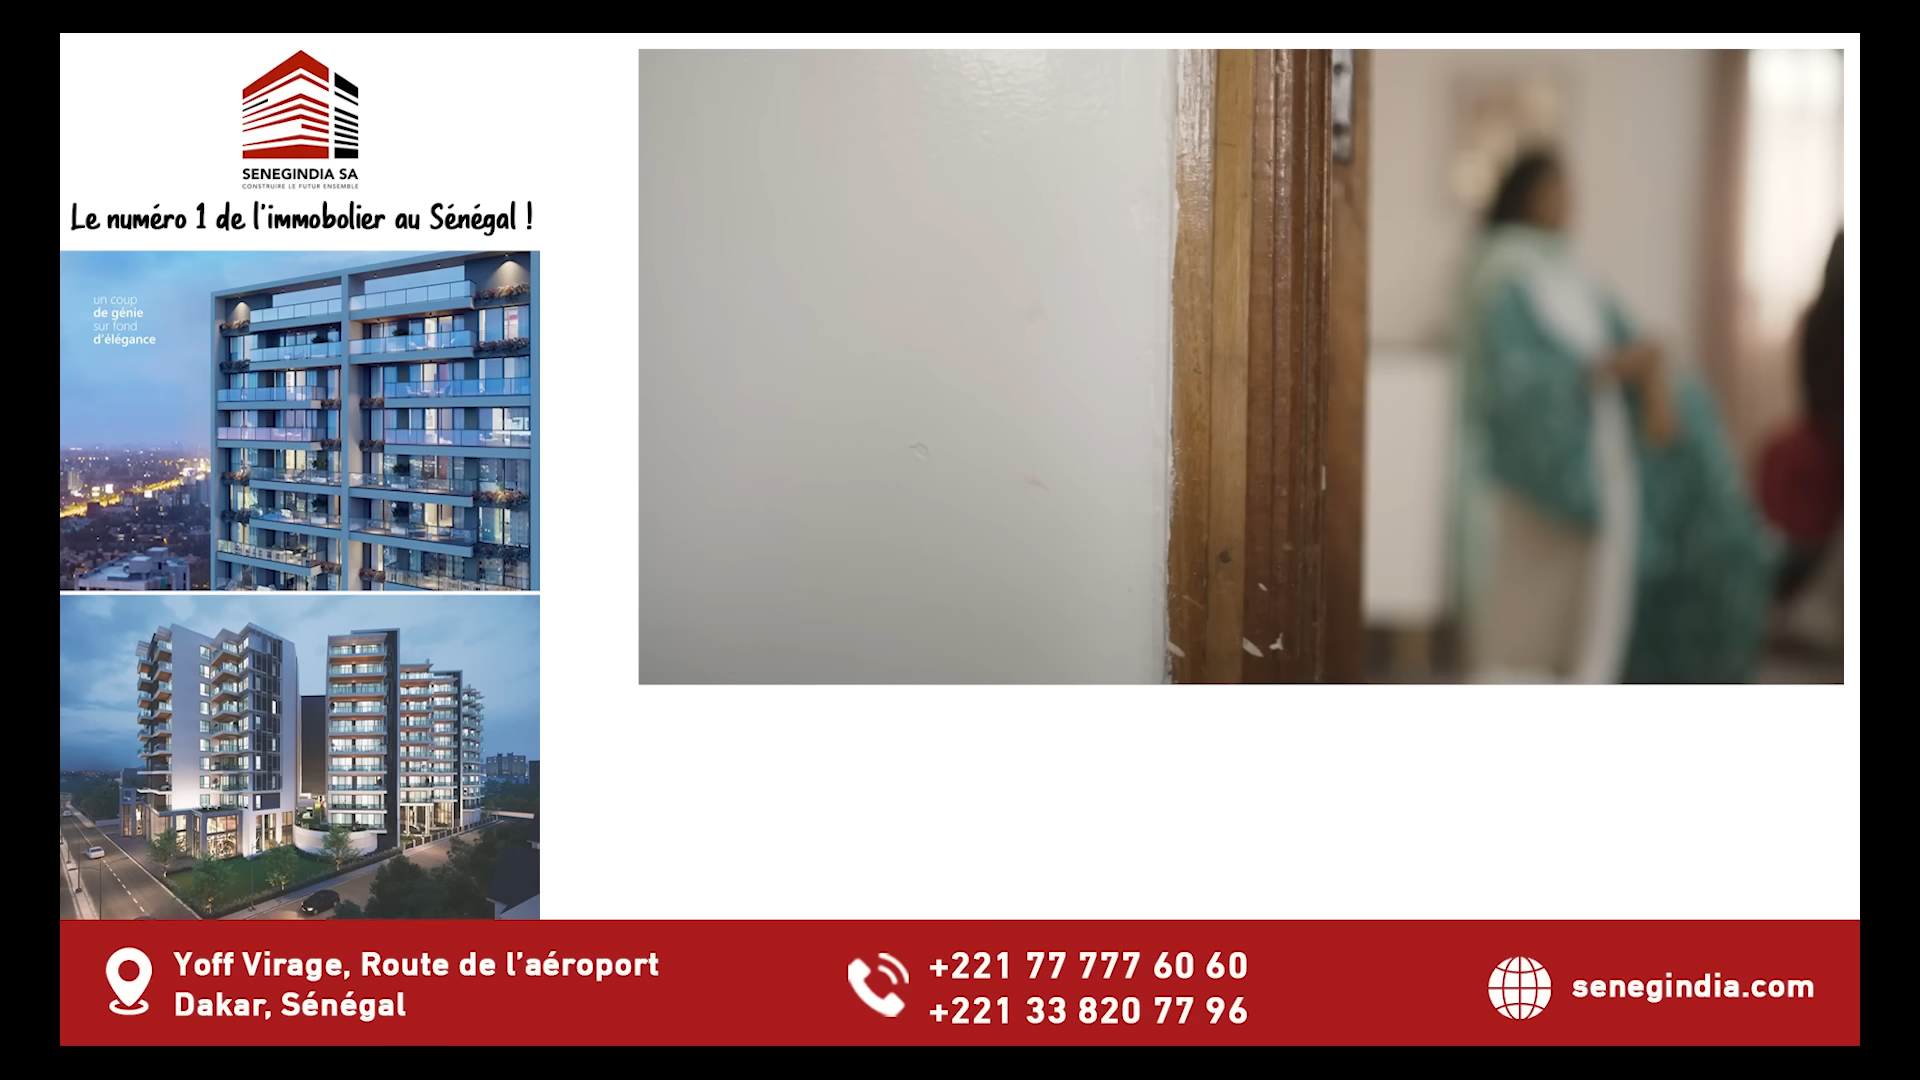 SENEGINDIA SA
CONSTRUIRE LE FUTUR ENSEMBLE
Le numéro 1 de l'immobolier au Sénégal !
un coup
de génie
sur fond
d'élégance
Yoff Virage, Route de l'aéroport
Dakar, Sénégal
+221 77 777 60 60
+221 33 820 77 96
senegindia.com